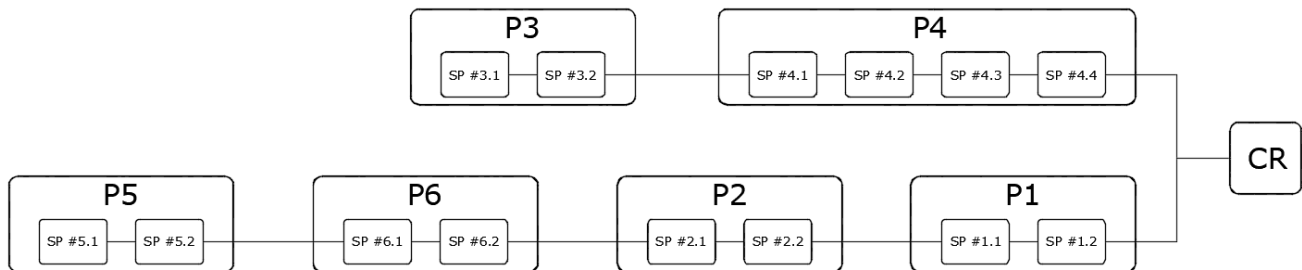 P3
SP #3.1 SP #3.2
P4
SP #4.1 SP #4.2 SP #4.3 SP #4.4
CR
P5
SP #5.1 SP #5.2
P6
SP #6.1 SP #6.2
P2
SP #2.1 SP #2.2
P1
SP #1.1 SP #1.2